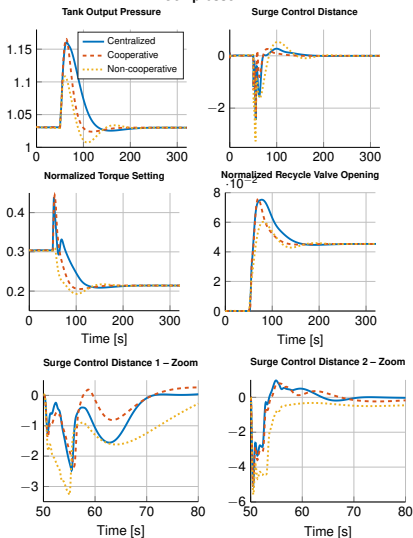 Tank Output Pressure
Surge Control Distance
Centralized
Cooperative
Non-cooperative
1.15
1.1
1.05
1
0 100 200 300
0
−2
0 100 200 300
Normalized Torque Setting
Normalized Recycle Valve Opening
0.4
0.3
0.2
0 100 200 300
Time [s]
·10−2
8
6
4
2
0
0 100 200 300
Time [s]
Surge Control Distance 1 – Zoom
Surge Control Distance 2 – Zoom
0
−1
−2
−3
50 60 70 80
Time [s]
0
−2
−4
−6
50 60 70 80
Time [s]